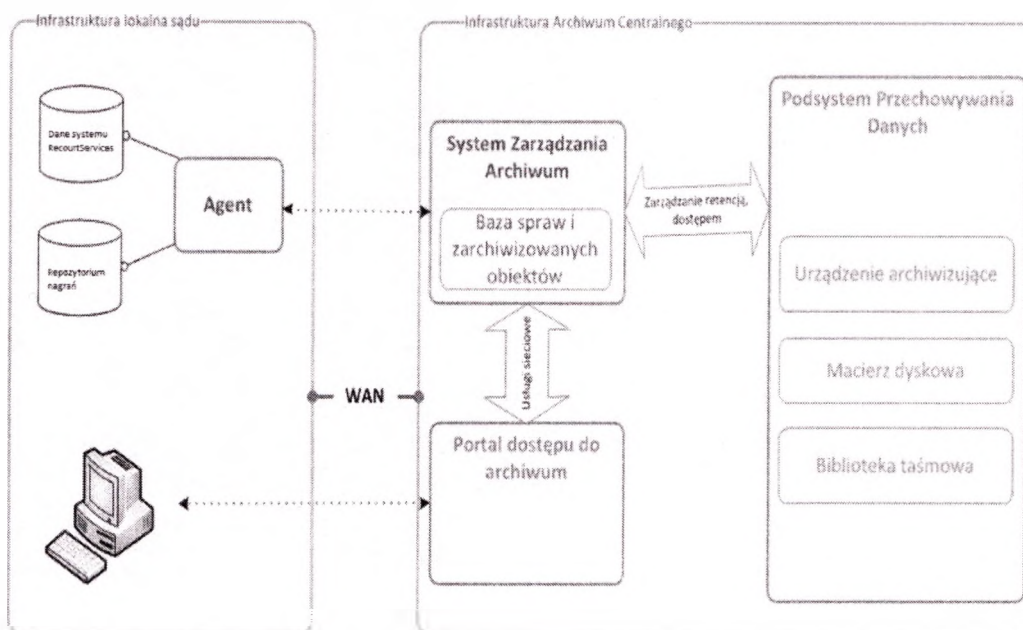 Infrastruktura lokalna sądu
Dane systemu
RecourtServices
Agent
Repozytorium
nagrań
WAN
Infrastruktura Archiwum Centralnego
System Zarządzania
Archiwum
Baza spraw i
zarchiwizowanych
obiektów
Zarządzanie retencją,
dostępem
Usługi sieciowe
Portal dostępu do
archiwum
Podsystem Przechowywania
Danych
Urządzenie archiwizujące
Macierz dyskowa
Biblioteka taśmowa